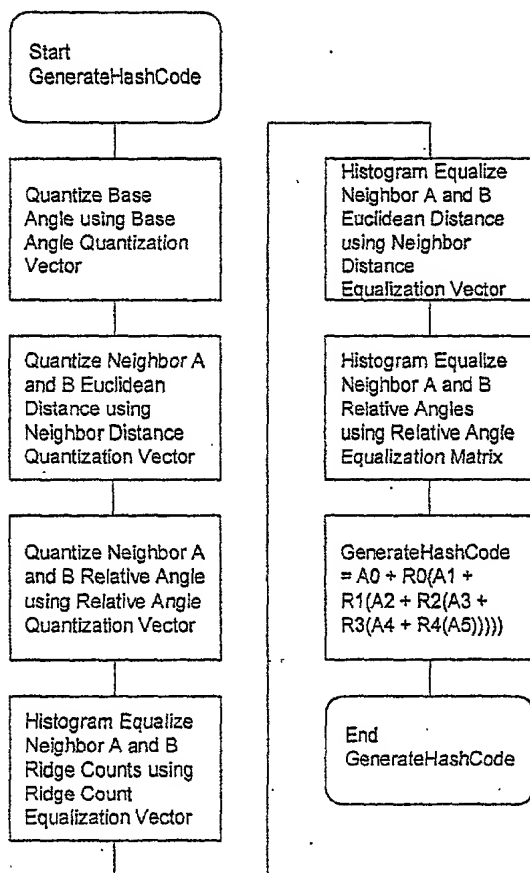 Start
GenerateHashCode
Quantize Base
Angle using Base
Angle Quantization
Vector
Quantize Neighbor A
and B Euclidean
Distance using
Neighbor Distance
Quantization Vector
Quantize Neighbor A
and B Relative Angle
using Relative Angle
Quantization Vector
Histogram Equalize
Neighbor A and B
Ridge Counts using
Ridge Count
Equalization Vector
Histogram Equalize
Neighbor A and B
Euclidean Distance
using Neighbor
Distance
Equalization Vector
Histogram Equalize
Neighbor A and B
Relative Angles
using Relative Angle
Equalization Matrix
GenerateHashCode
= A0 + R0(A1 +
R1(A2 + R2(A3 +
R3(A4 + R4(A5)))))
End
GenerateHashCode